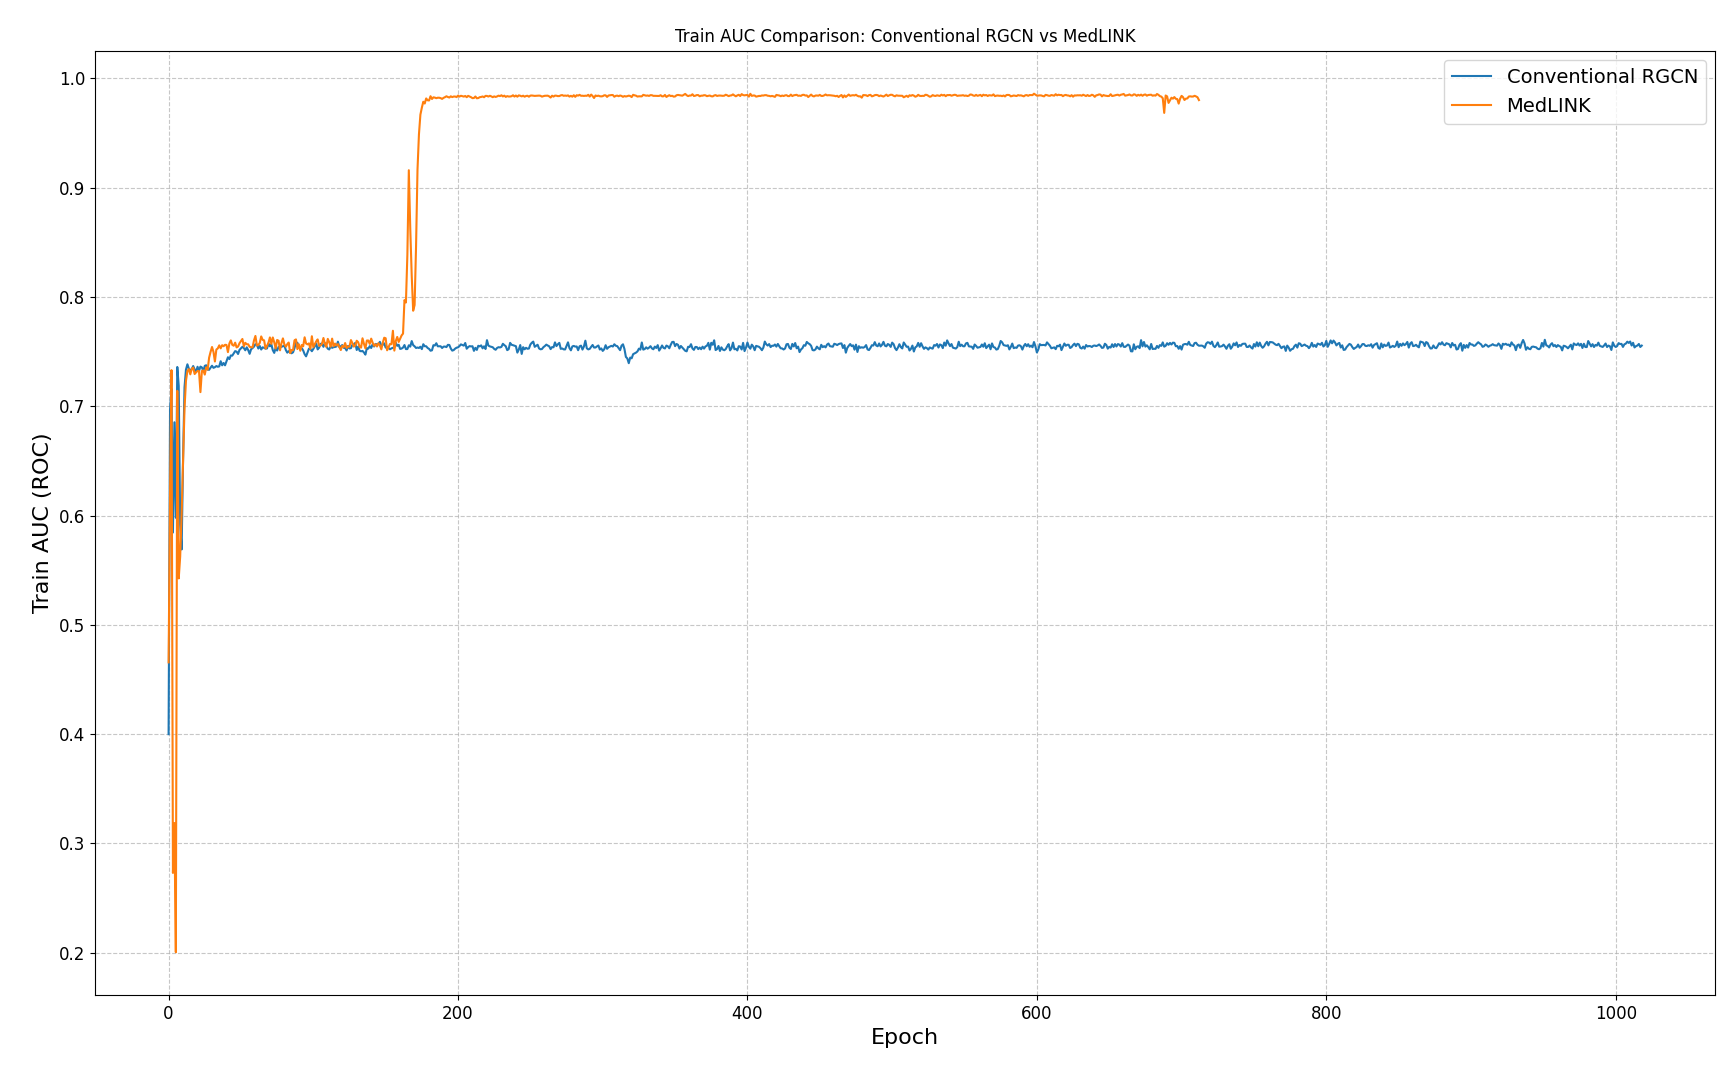 Train AUC Comparison: Conventional RGCN vs MedLINK
Conventional RGCN
MedLINK
Train AUC (ROC)
1.0
0.9
0.8
0.7
0.6
0.5
0.4
0.3
0.2
0 200 400 600 800 1000
Epoch